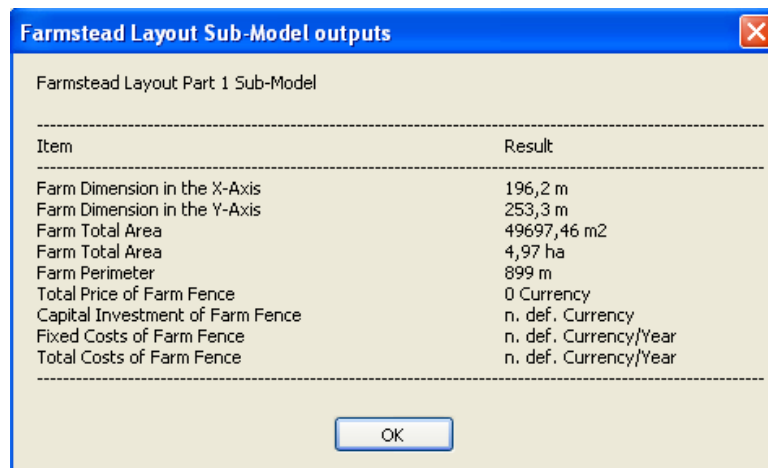 Farmstead Layout Sub-Model outputs
Farmstead Layout Part 1 Sub-Model
--------------------------------------------------------------------------------
Item Result
--------------------------------------------------------------------------------
Farm Dimension in the X-Axis 196,2 m
Farm Dimension in the Y-Axis 253,3 m
Farm Total Area 49697,46 m2
Farm Total Area 4,97 ha
Farm Perimeter 899 m
Total Price of Farm Fence 0 Currency
Capital Investment of Farm Fence n. def. Currency
Fixed Costs of Farm Fence n. def. Currency/Year
Total Costs of Farm Fence n. def. Currency/Year
--------------------------------------------------------------------------------
OK